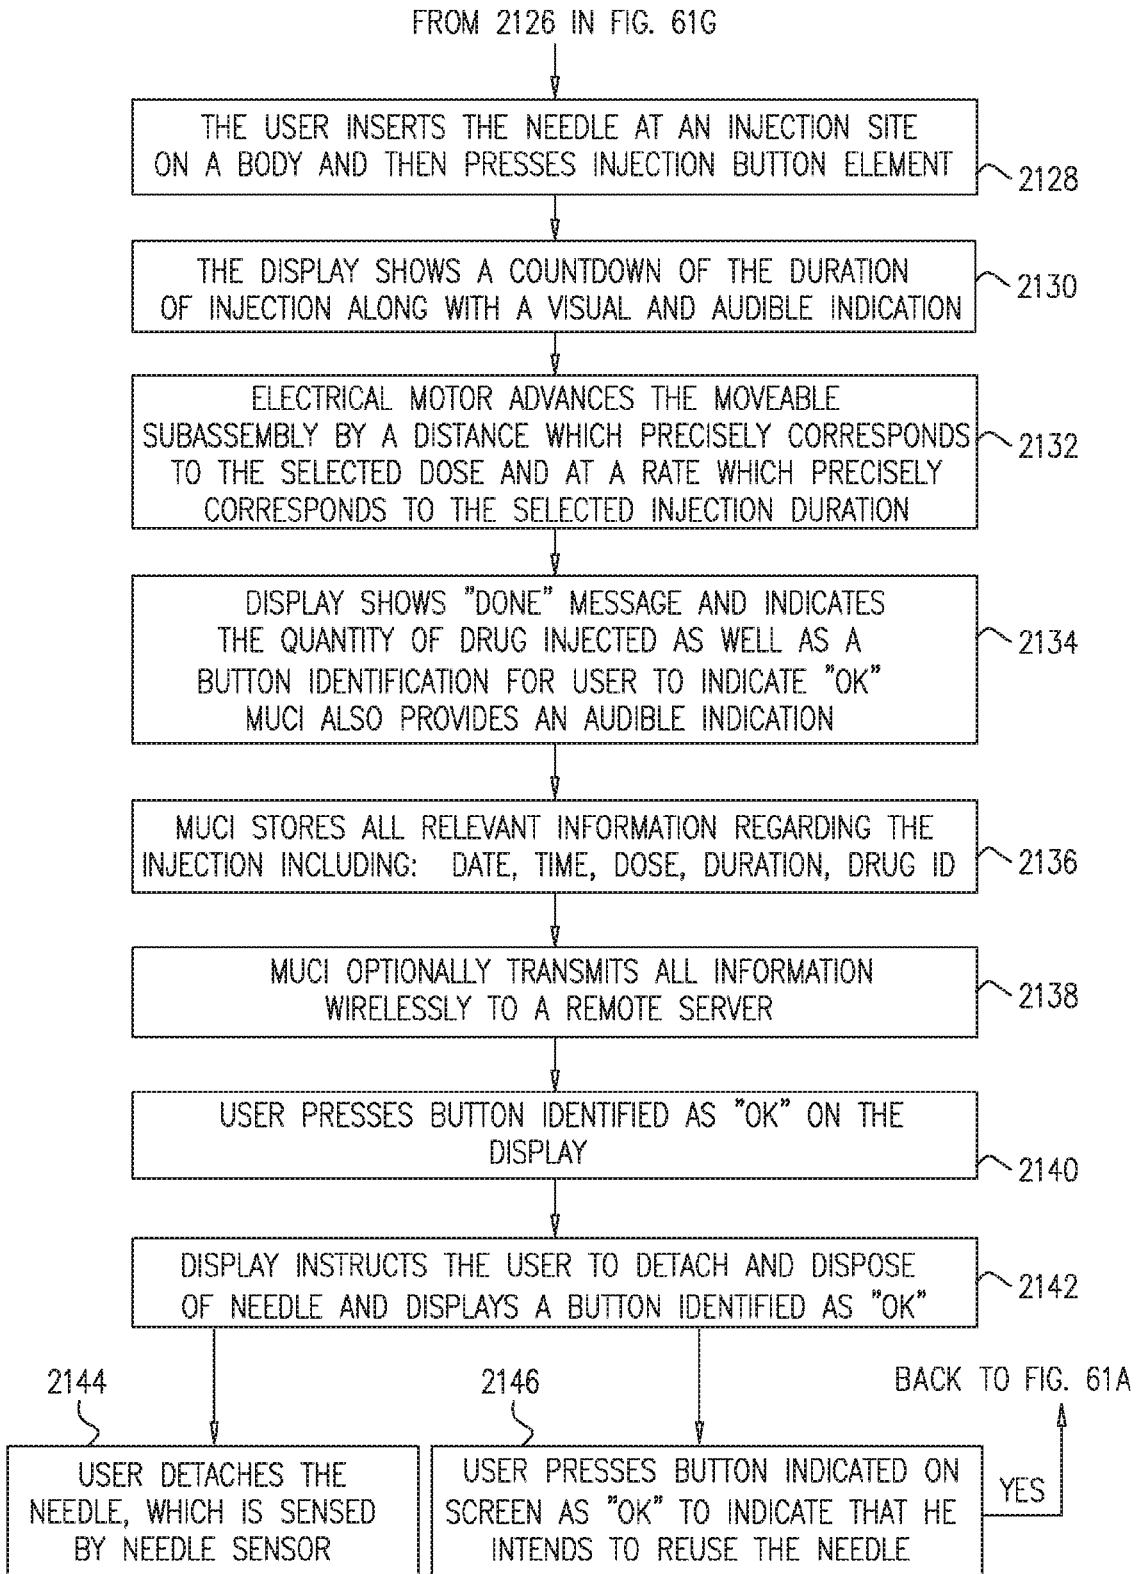 FROM 2126 IN FIG. 61G
THE USER INSERTS THE NEEDLE AT AN INJECTION SITE
ON A BODY AND THEN PRESSES INJECTION BUTTON ELEMENT
2128
THE DISPLAY SHOWS A COUNTDOWN OF THE DURATION
OF INJECTION ALONG WITH A VISUAL AND AUDIBLE INDICATION
2130
ELECTRICAL MOTOR ADVANCES THE MOVEABLE
SUBASSEMBLY BY A DISTANCE WHICH PRECISELY CORRESPONDS
TO THE SELECTED DOSE AND AT A RATE WHICH PRECISELY
CORRESPONDS TO THE SELECTED INJECTION DURATION
2132
DISPLAY SHOWS "DONE" MESSAGE AND INDICATES
THE QUANTITY OF DRUG INJECTED AS WELL AS A
BUTTON IDENTIFICATION FOR USER TO INDICATE "OK"
MUCI ALSO PROVIDES AN AUDIBLE INDICATION
2134
MUCI STORES ALL RELEVANT INFORMATION REGARDING THE
INJECTION INCLUDING: DATE, TIME, DOSE, DURATION, DRUG ID
2136
MUCI OPTIONALLY TRANSMITS ALL INFORMATION
WIRELESSLY TO A REMOTE SERVER
2138
USER PRESSES BUTTON IDENTIFIED AS "OK" ON THE
DISPLAY
2140
DISPLAY INSTRUCTS THE USER TO DETACH AND DISPOSE
OF NEEDLE AND DISPLAYS A BUTTON IDENTIFIED AS "OK"
2142
2144
USER DETACHES THE
NEEDLE, WHICH IS SENSED
BY NEEDLE SENSOR
2146
USER PRESSES BUTTON INDICATED ON
SCREEN AS "OK" TO INDICATE THAT HE
INTENDS TO REUSE THE NEEDLE
YES
BACK TO FIG. 61A